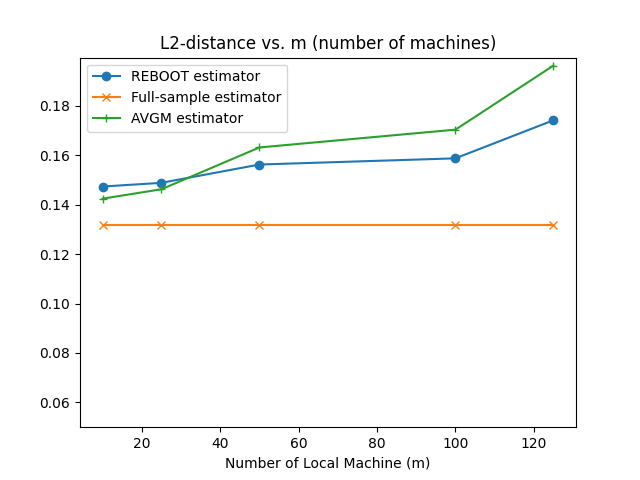 L2-distance vs. m (number of machines)
REBOOT estimator
Full-sample estimator
AVGM estimator
0.18
0.16
0.14
0.12
0.10
0.08
0.06
20 40 60 80 100 120
Number of Local Machine (m)